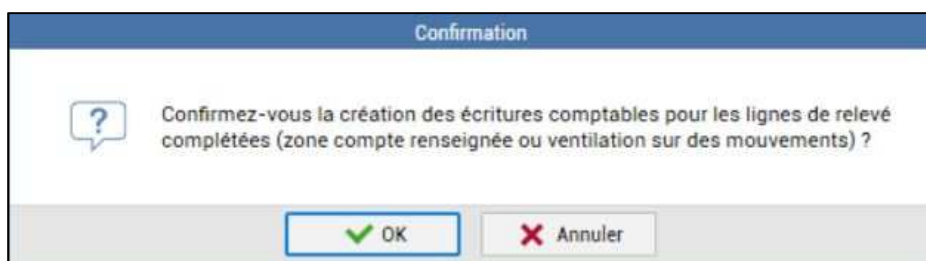 Confirmation
Confirmez-vous la création des écritures comptables pour les lignes de relevé
complétées (zone compte renseignée ou ventilation sur des mouvements) ?
OK
Annuler